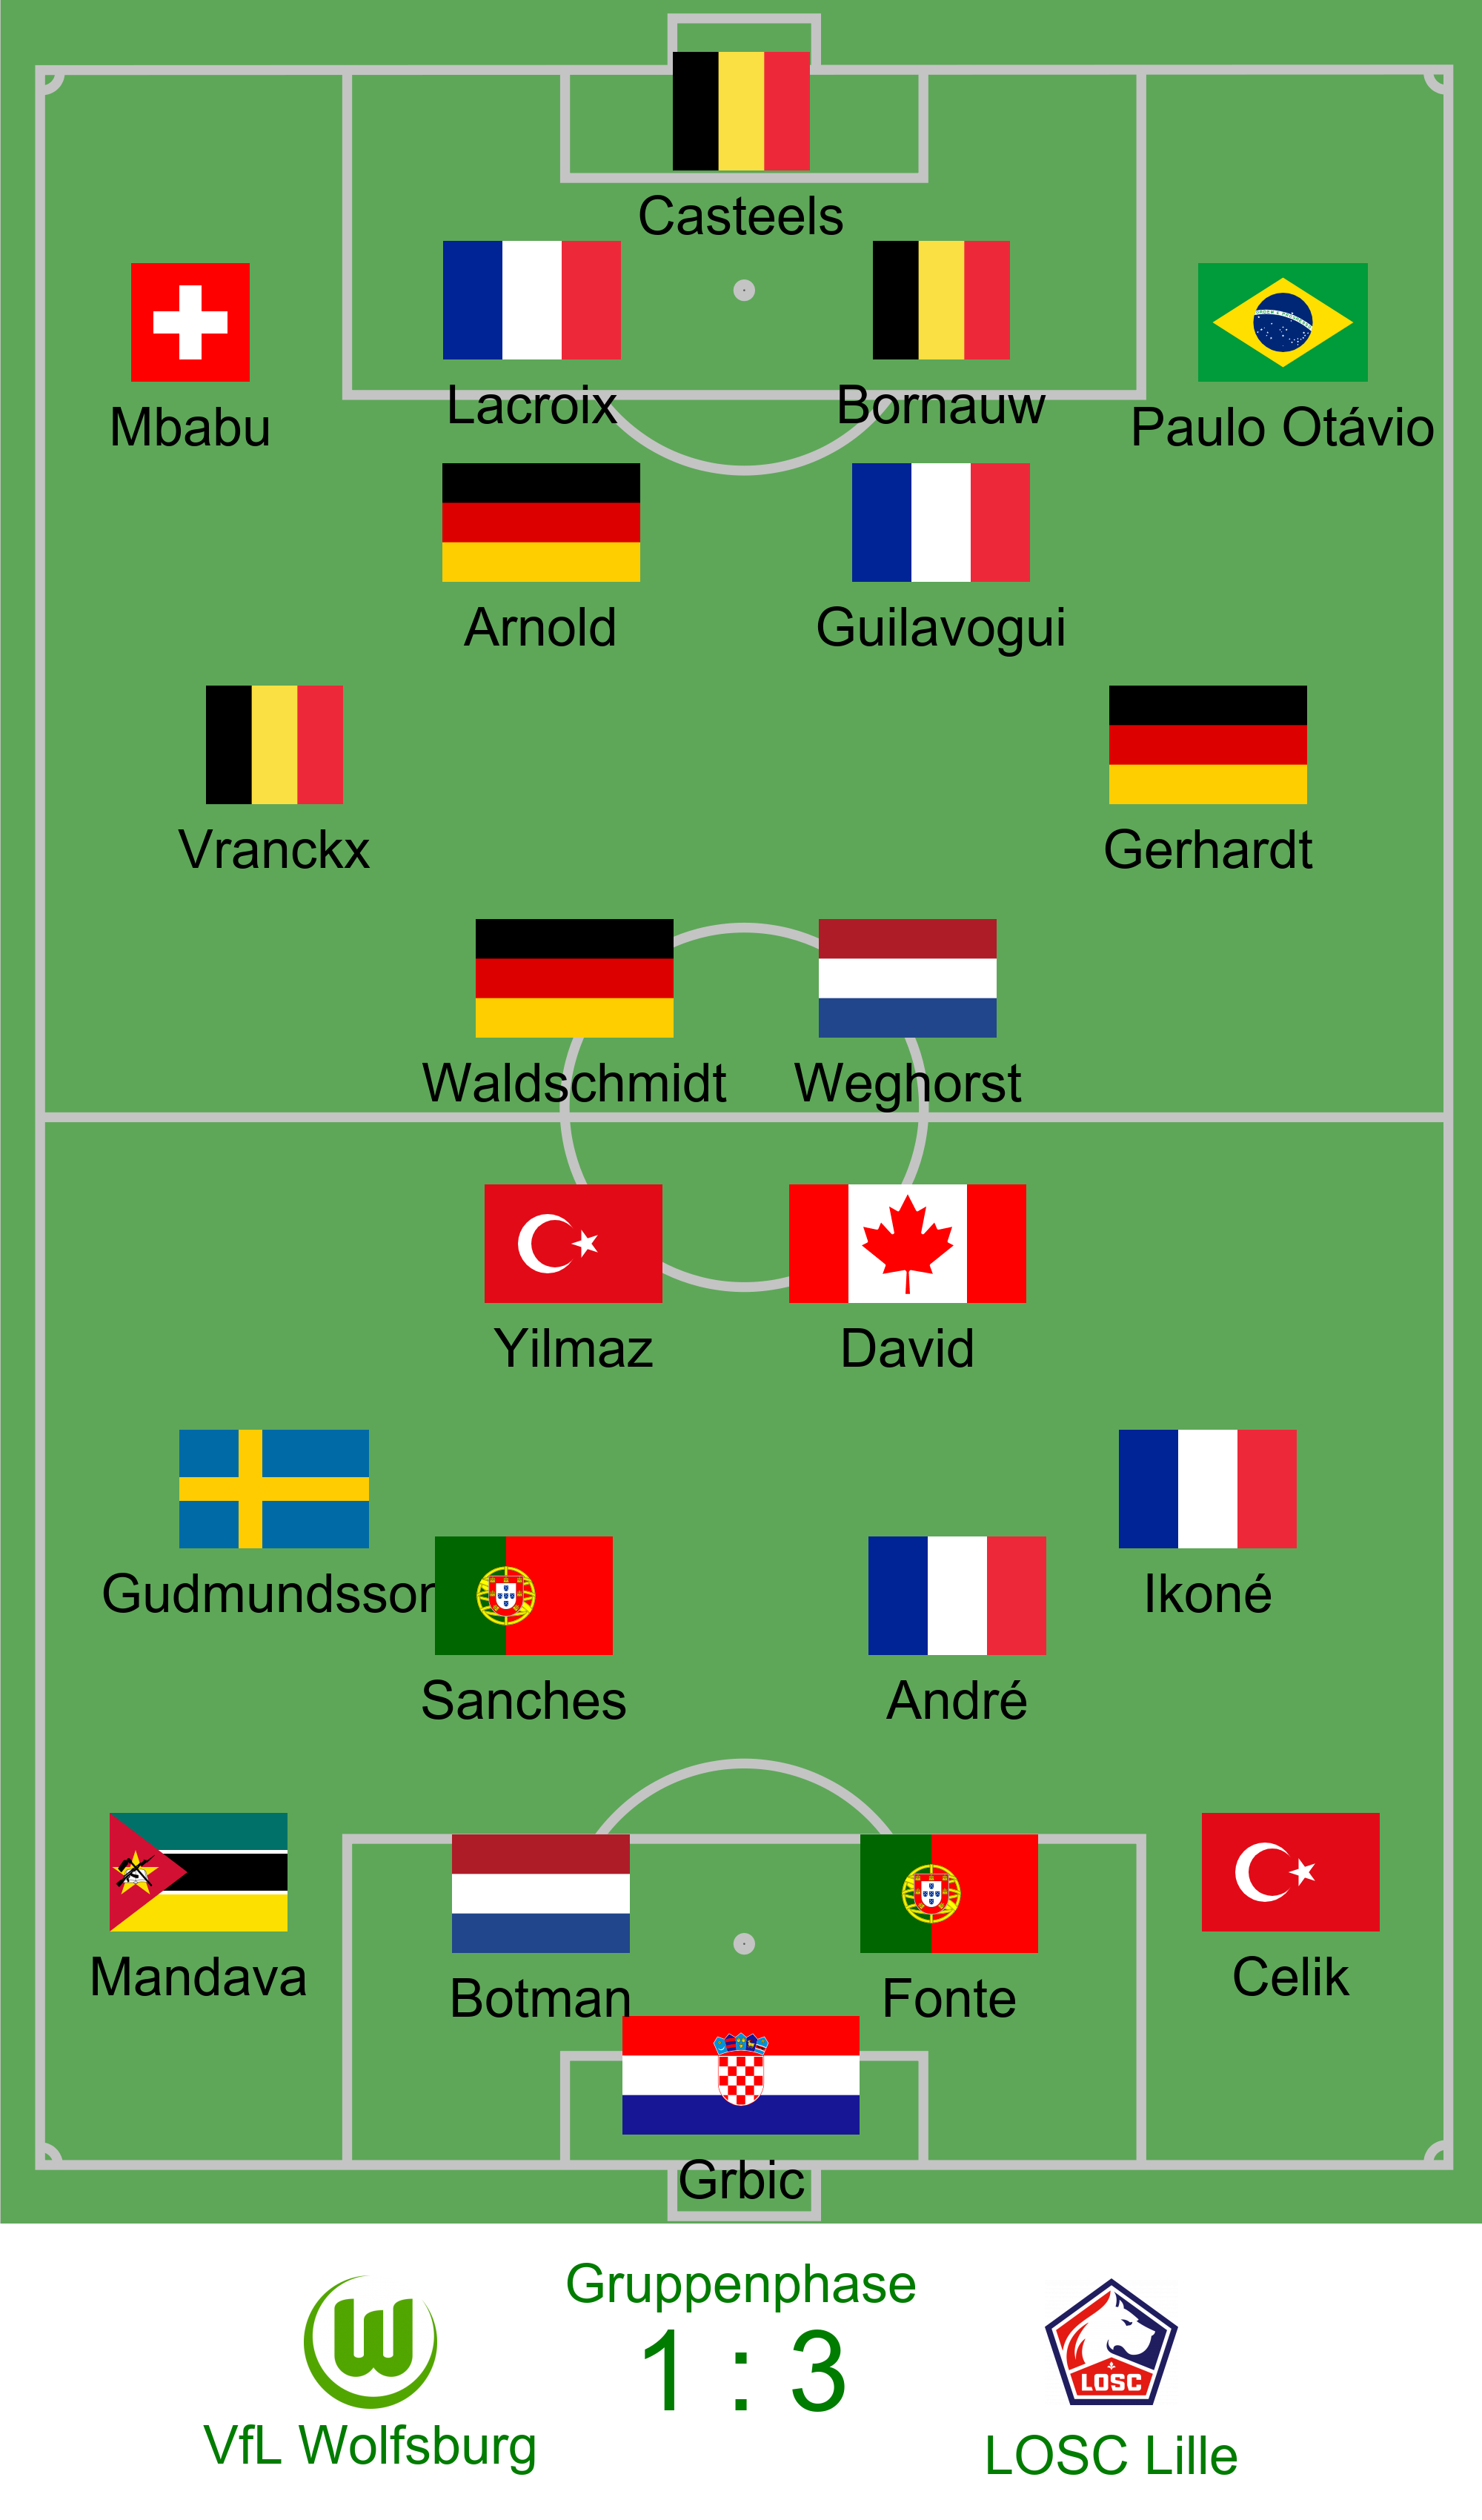 Casteels
Mbabu
Lacroix
Bornauw
Paulo Otávio
Arnold
Guilavogui
Vranckx
Gerhardt
Waldschmidt
Weghorst
Yilmaz
David
Gudmundsson
Ikoné
Sanches
André
Mandava
Botman
Fonte
Celik
Grbic
Gruppenphase
1 : 3
LOSC
VfL Wolfsburg
LOSC Lille